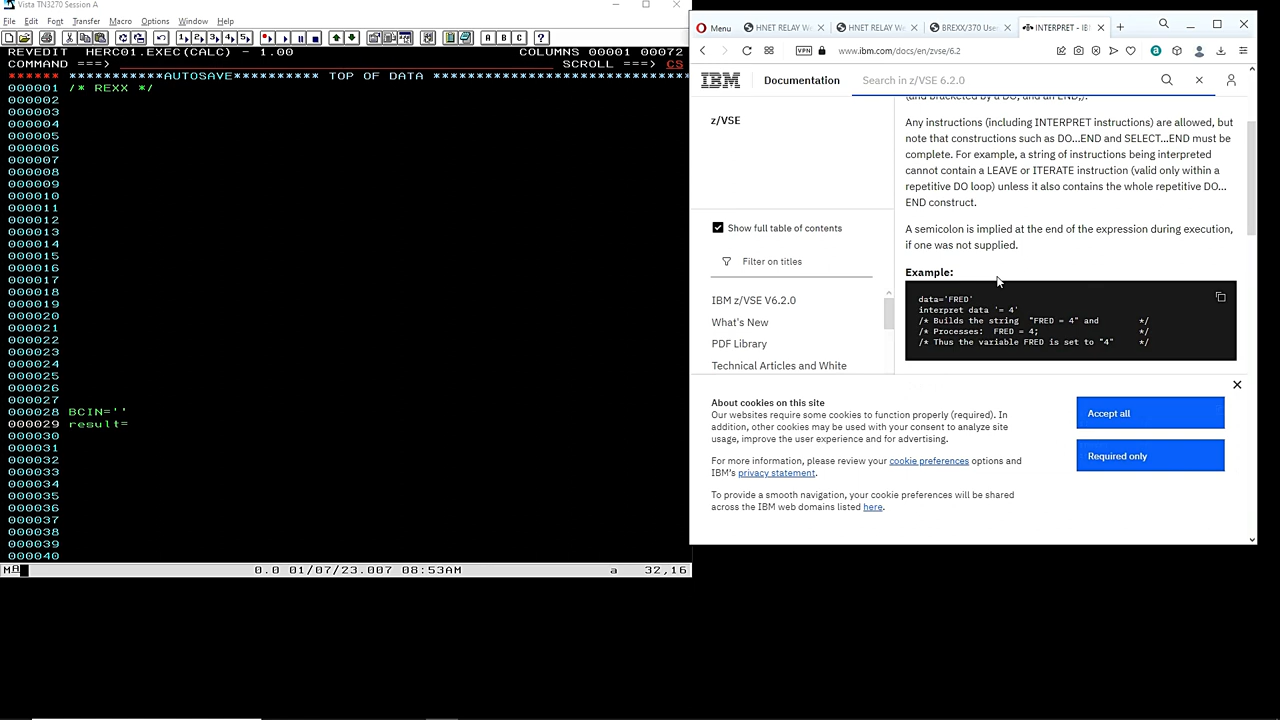 Vista TN3270 Session A
File Edit Font Transfer Macro Options Window Help
REVEDIT HERC01.EXEC(CALC) - 1.00 COLUMNS 00001 00072
COMMAND ===> SCROLL ===> CS
****** ***********AUTOSAVE********* TOP OF DATA *****************************
000001 /* REXX */
000002
000003
000004
000005
000006
000007
000008
000009
000010
000011
000012
000013
000014
000015
000016
000017
000018
000019
000020
000021
000022
000023
000024
000025
000026
000027
000028 BCIN=''
000029 result=
000030
000031
000032
000033
000034
000035
000036
000037
000038
000039
000040
MA 0.0 01/07/23.007 08:53AM a 32,16
Menu HNET RELAY We HNET RELAY We BREXX/370 User INTERPRET - IB
VPN www.ibm.com/docs/en/zvse/6.2
IBM Documentation Search in z/VSE 6.2.0
z/VSE
Show full table of contents
Filter on titles
IBM z/VSE V6.2.0
What's New
PDF Library
Technical Articles and White
(and bracketed by a DO, and an END,).
Any instructions (including INTERPRET instructions) are allowed, but
note that constructions such as DO...END and SELECT...END must be
complete. For example, a string of instructions being interpreted
cannot contain a LEAVE or ITERATE instruction (valid only within a
repetitive DO loop) unless it also contains the whole repetitive DO...
END construct.
A semicolon is implied at the end of the expression during execution,
if one was not supplied.
Example:
data='FRED'
interpret data '= 4'
/* Builds the string "FRED = 4" and */
/* Processes: FRED = 4; */
/* Thus the variable FRED is set to "4" */
About cookies on this site
Our websites require some cookies to function properly (required). In
addition, other cookies may be used with your consent to analyze site
usage, improve the user experience and for advertising.
For more information, please review your cookie preferences options and
IBM's privacy statement.
To provide a smooth navigation, your cookie preferences will be shared
across the IBM web domains listed here.
Accept all
Required only